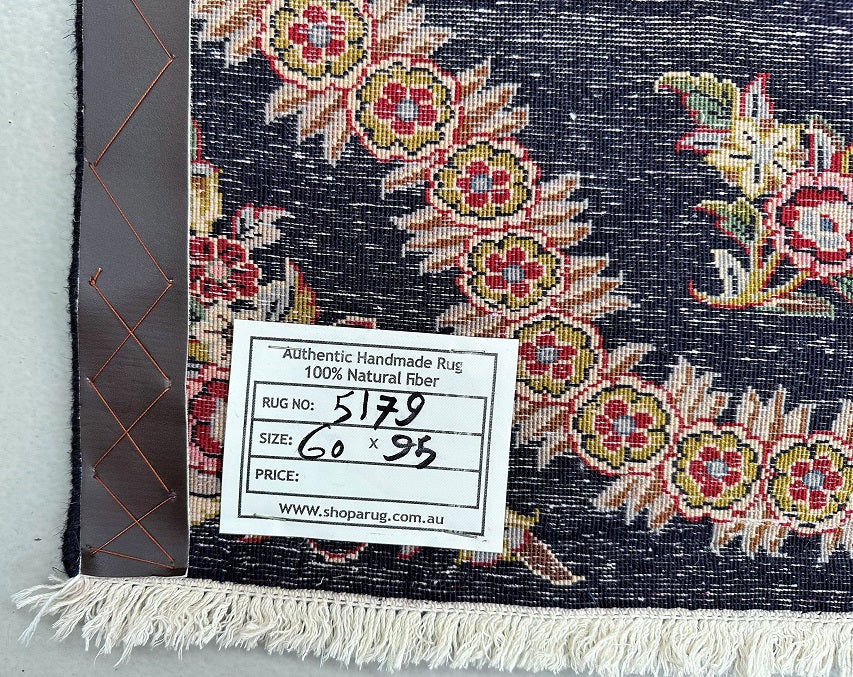 Authentic Handmade Rug
100% Natural Fiber
RUG NO: 5179
SIZE: 60 x 95
PRICE:
WWW.shoparug.com.au